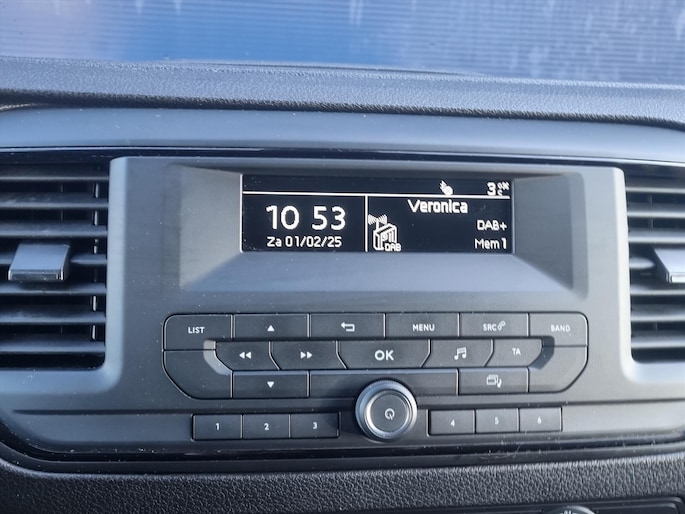 3 °C
Veronica
10 53
DAB+
Za 01/02/25
DAB
Mem 1
LIST
MENU
SRC
BAND
OK
TA
1
2
3
4
5
6